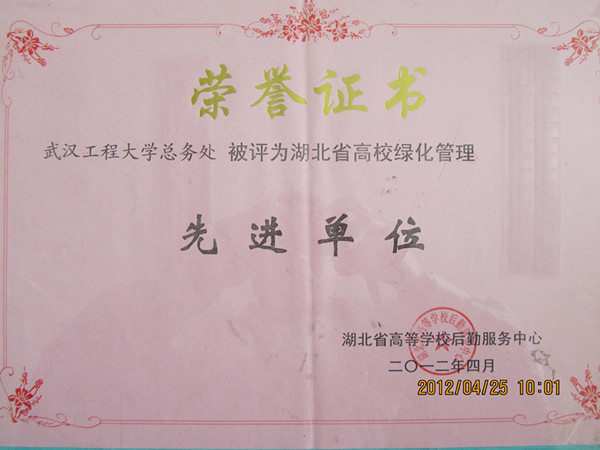 荣誉证书
武汉工程大学总务处 被评为湖北省高校绿化管理
先进单位
湖北省高等学校后勤服务中心
二〇一二年四月
2012/04/25 10:01